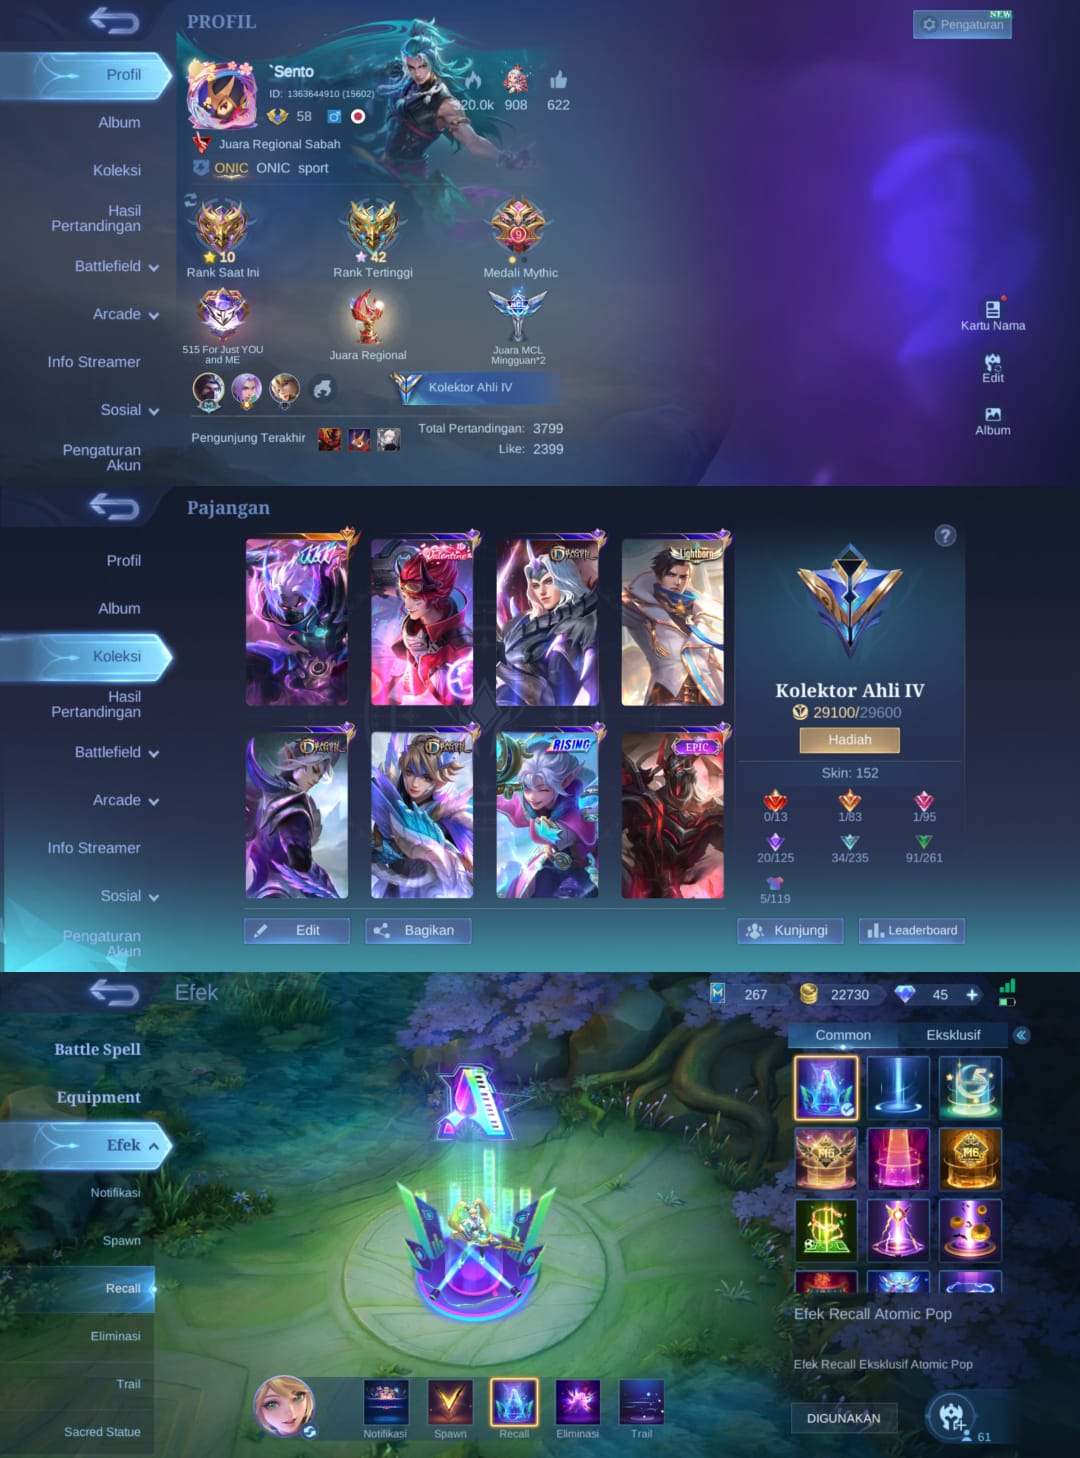 PROFIL
NEW
Pengaturan
Profil
Album
Koleksi
Hasil
Pertandingan
Battlefield
Arcade
Info Streamer
Sosial
Pengaturan
Akun
`Sento
ID: 1363644910 (15602)
58
20.0k
908
622
Juara Regional Sabah
ONIC ONIC sport
10
Rank Saat Ini
42
Rank Tertinggi
9
Medali Mythic
515 For Just YOU
and ME
Juara Regional
MCL
Juara MCL
Mingguan*2
Kolektor Ahli IV
Pengunjung Terakhir
Total Pertandingan: 3799
Like: 2399
Kartu Nama
Edit
Album
Pajangan
Profil
Album
Koleksi
Hasil
Pertandingan
Battlefield
Arcade
Info Streamer
Sosial
Pengaturan
Akun
Valentine
Lightborn
RISING
EPIC
?
Kolektor Ahli IV
29100/29600
Hadiah
Skin: 152
0/13
1/83
1/95
20/125
34/235
91/261
5/119
Edit
Bagikan
Kunjungi
Leaderboard
Efek
267
22730
45
Battle Spell
Equipment
Efek
Notifikasi
Spawn
Recall
Eliminasi
Trail
Sacred Statue
Common
Eksklusif
M6
M6
Efek Recall Atomic Pop
Efek Recall Eksklusif Atomic Pop
DIGUNAKAN
61
Notifikasi
Spawn
Recall
Eliminasi
Trail